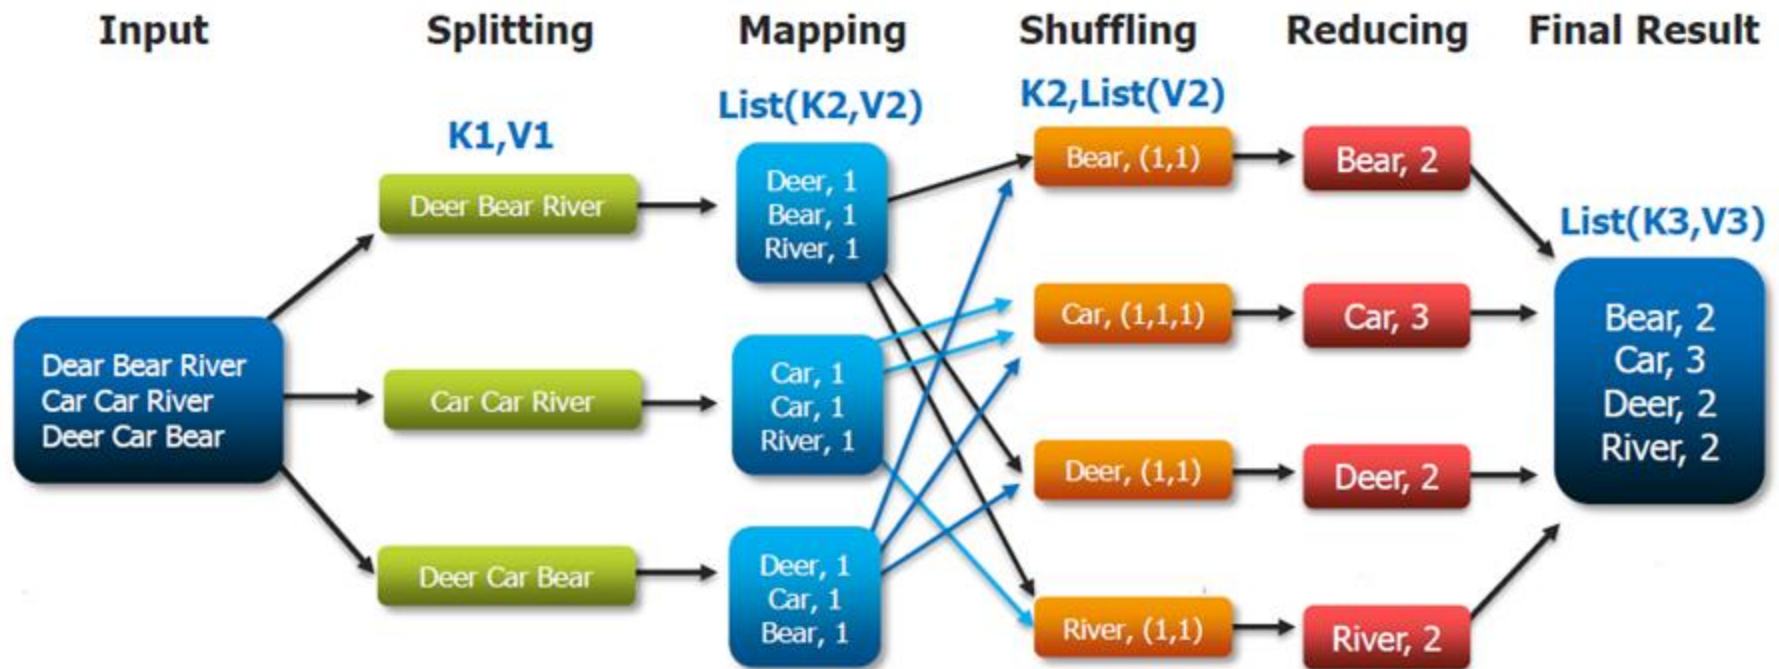 Input
Splitting
Mapping
Shuffling
Reducing
Final Result
K1,V1
List(K2,V2)
K2,List(V2)
List(K3,V3)
Dear Bear River
Car Car River
Deer Car Bear
Deer Bear River
Car Car River
Deer Car Bear
Deer, 1
Bear, 1
River, 1
Car, 1
Car, 1
River, 1
Deer, 1
Car, 1
Bear, 1
Bear, (1,1)
Car, (1,1,1)
Deer, (1,1)
River, (1,1)
Bear, 2
Car, 3
Deer, 2
River, 2
Bear, 2
Car, 3
Deer, 2
River, 2